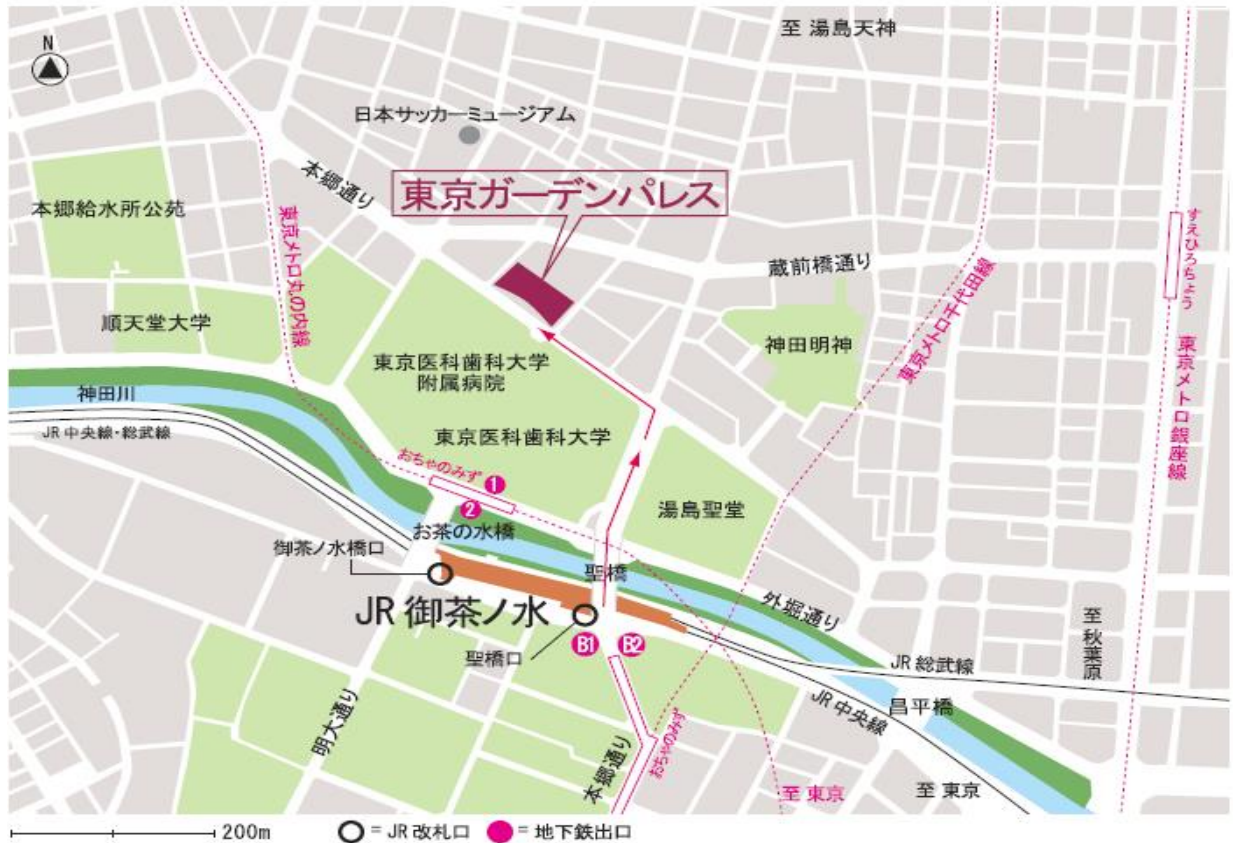 至 湯島天神
N
日本サッカーミュージアム
本郷通り
東京ガーデンパレス
本郷給水所公苑
東京メトロ丸の内線
すえひろちょう
蔵前橋通り
東京メトロ千代田線
順天堂大学
神田明神
東京メトロ銀座線
東京医科歯科大学
附属病院
神田川
JR 中央線・総武線
東京医科歯科大学
おちゃのみず
1
2
湯島聖堂
お茶の水橋
御茶ノ水橋口
聖橋
JR 御茶ノ水
外堀通り
至 秋葉原
B1
B2
聖橋口
JR 総武線
JR 中央線
昌平橋
明大通り
本郷通り
おちゃのみず
至 東京
至 東京
200m
= JR 改札口
= 地下鉄出口